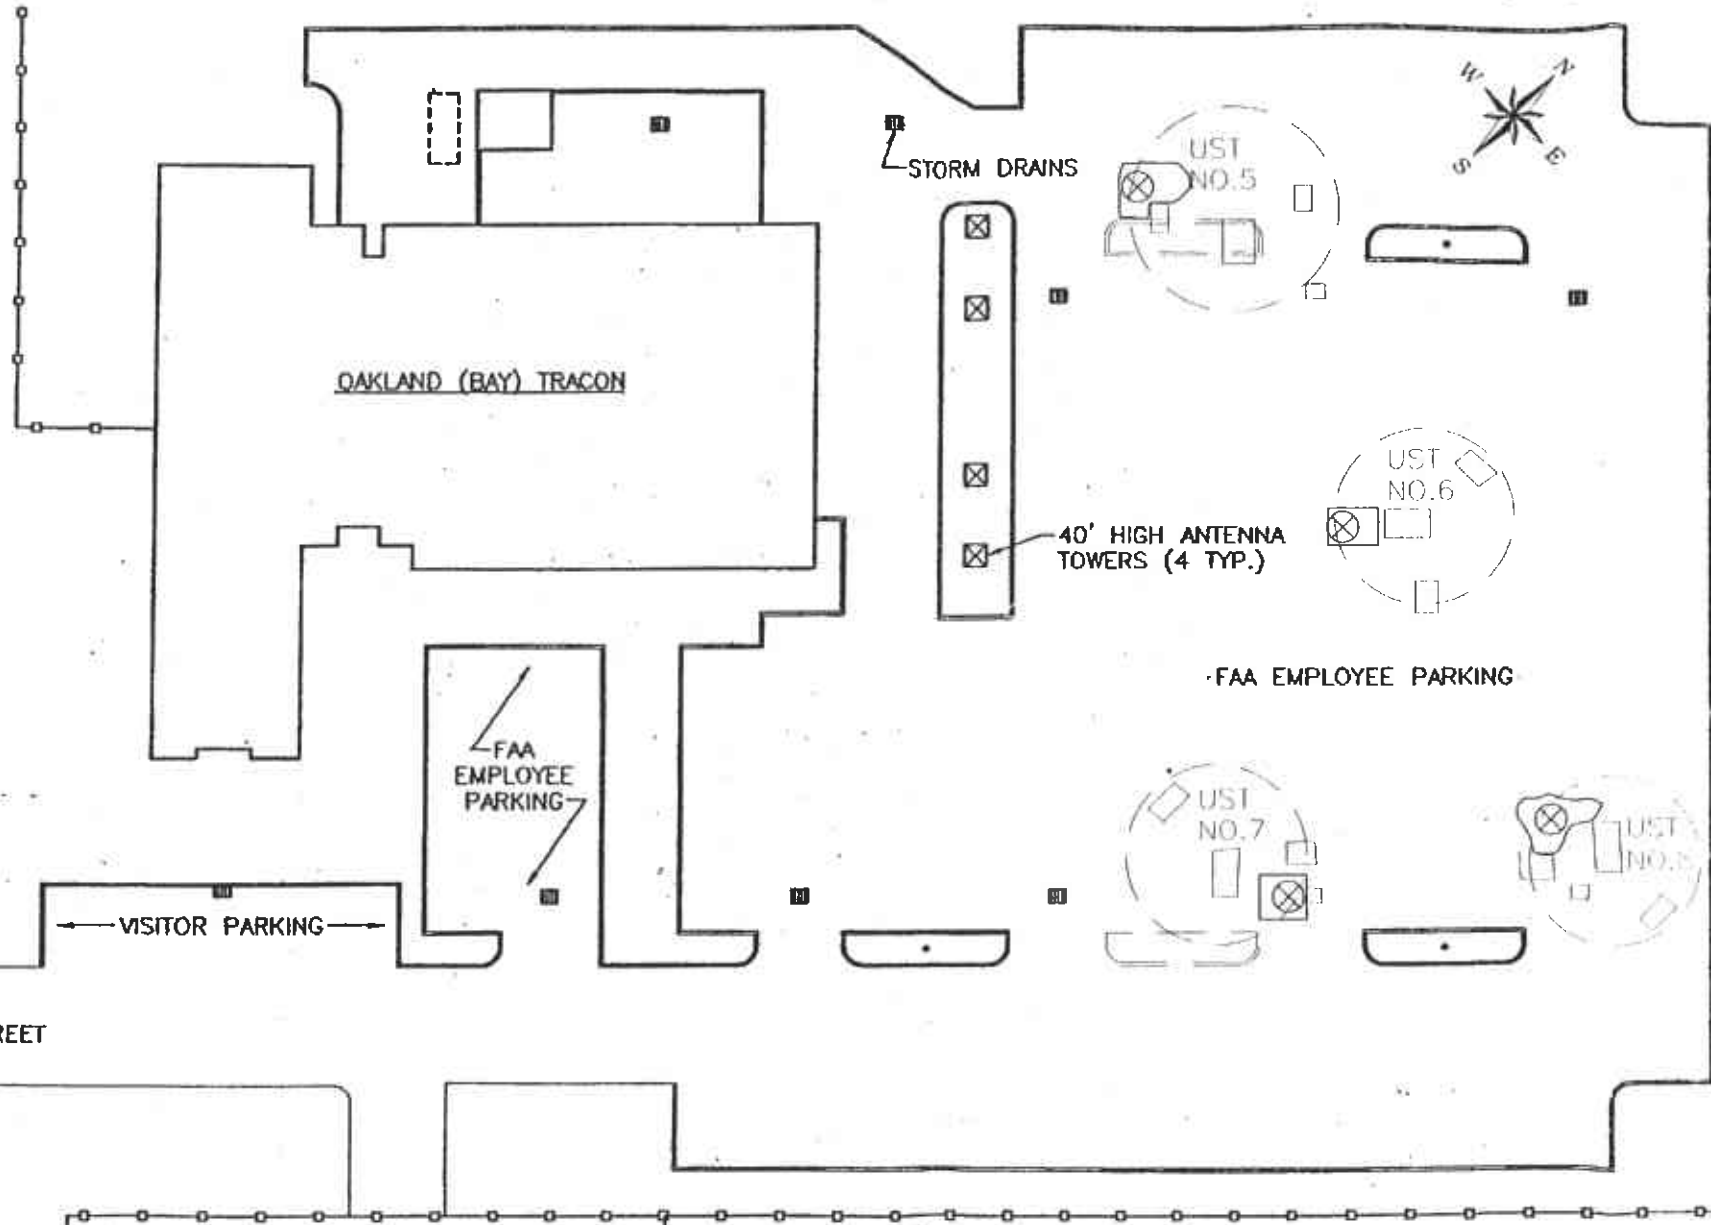 W
N
S
E
UST
NO.5
STORM DRAINS
OAKLAND (BAY) TRACON
UST
NO.6
40' HIGH ANTENNA
TOWERS (4 TYP.)
FAA EMPLOYEE PARKING
FAA
EMPLOYEE
PARKING
UST
NO.7
UST
VISITOR PARKING
REET